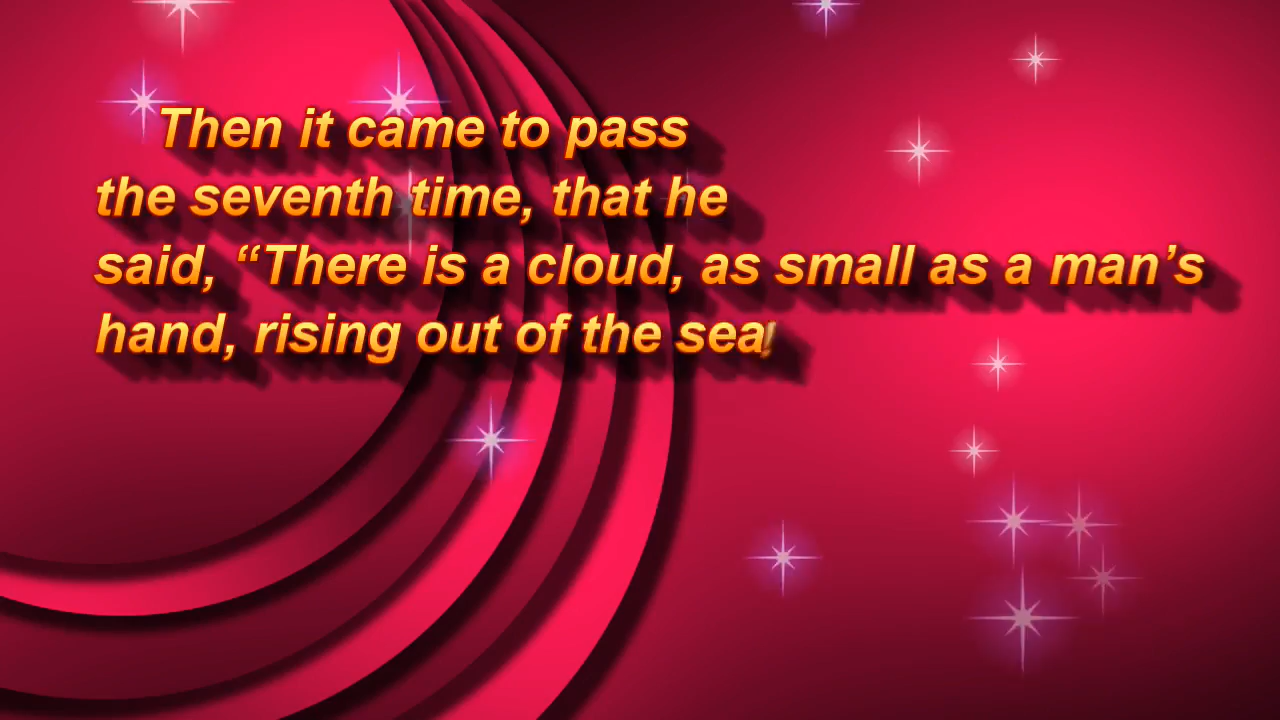 Then it came to pass
the seventh time, that he
said, “There is a cloud, as small as a man’s
hand, rising out of the sea!